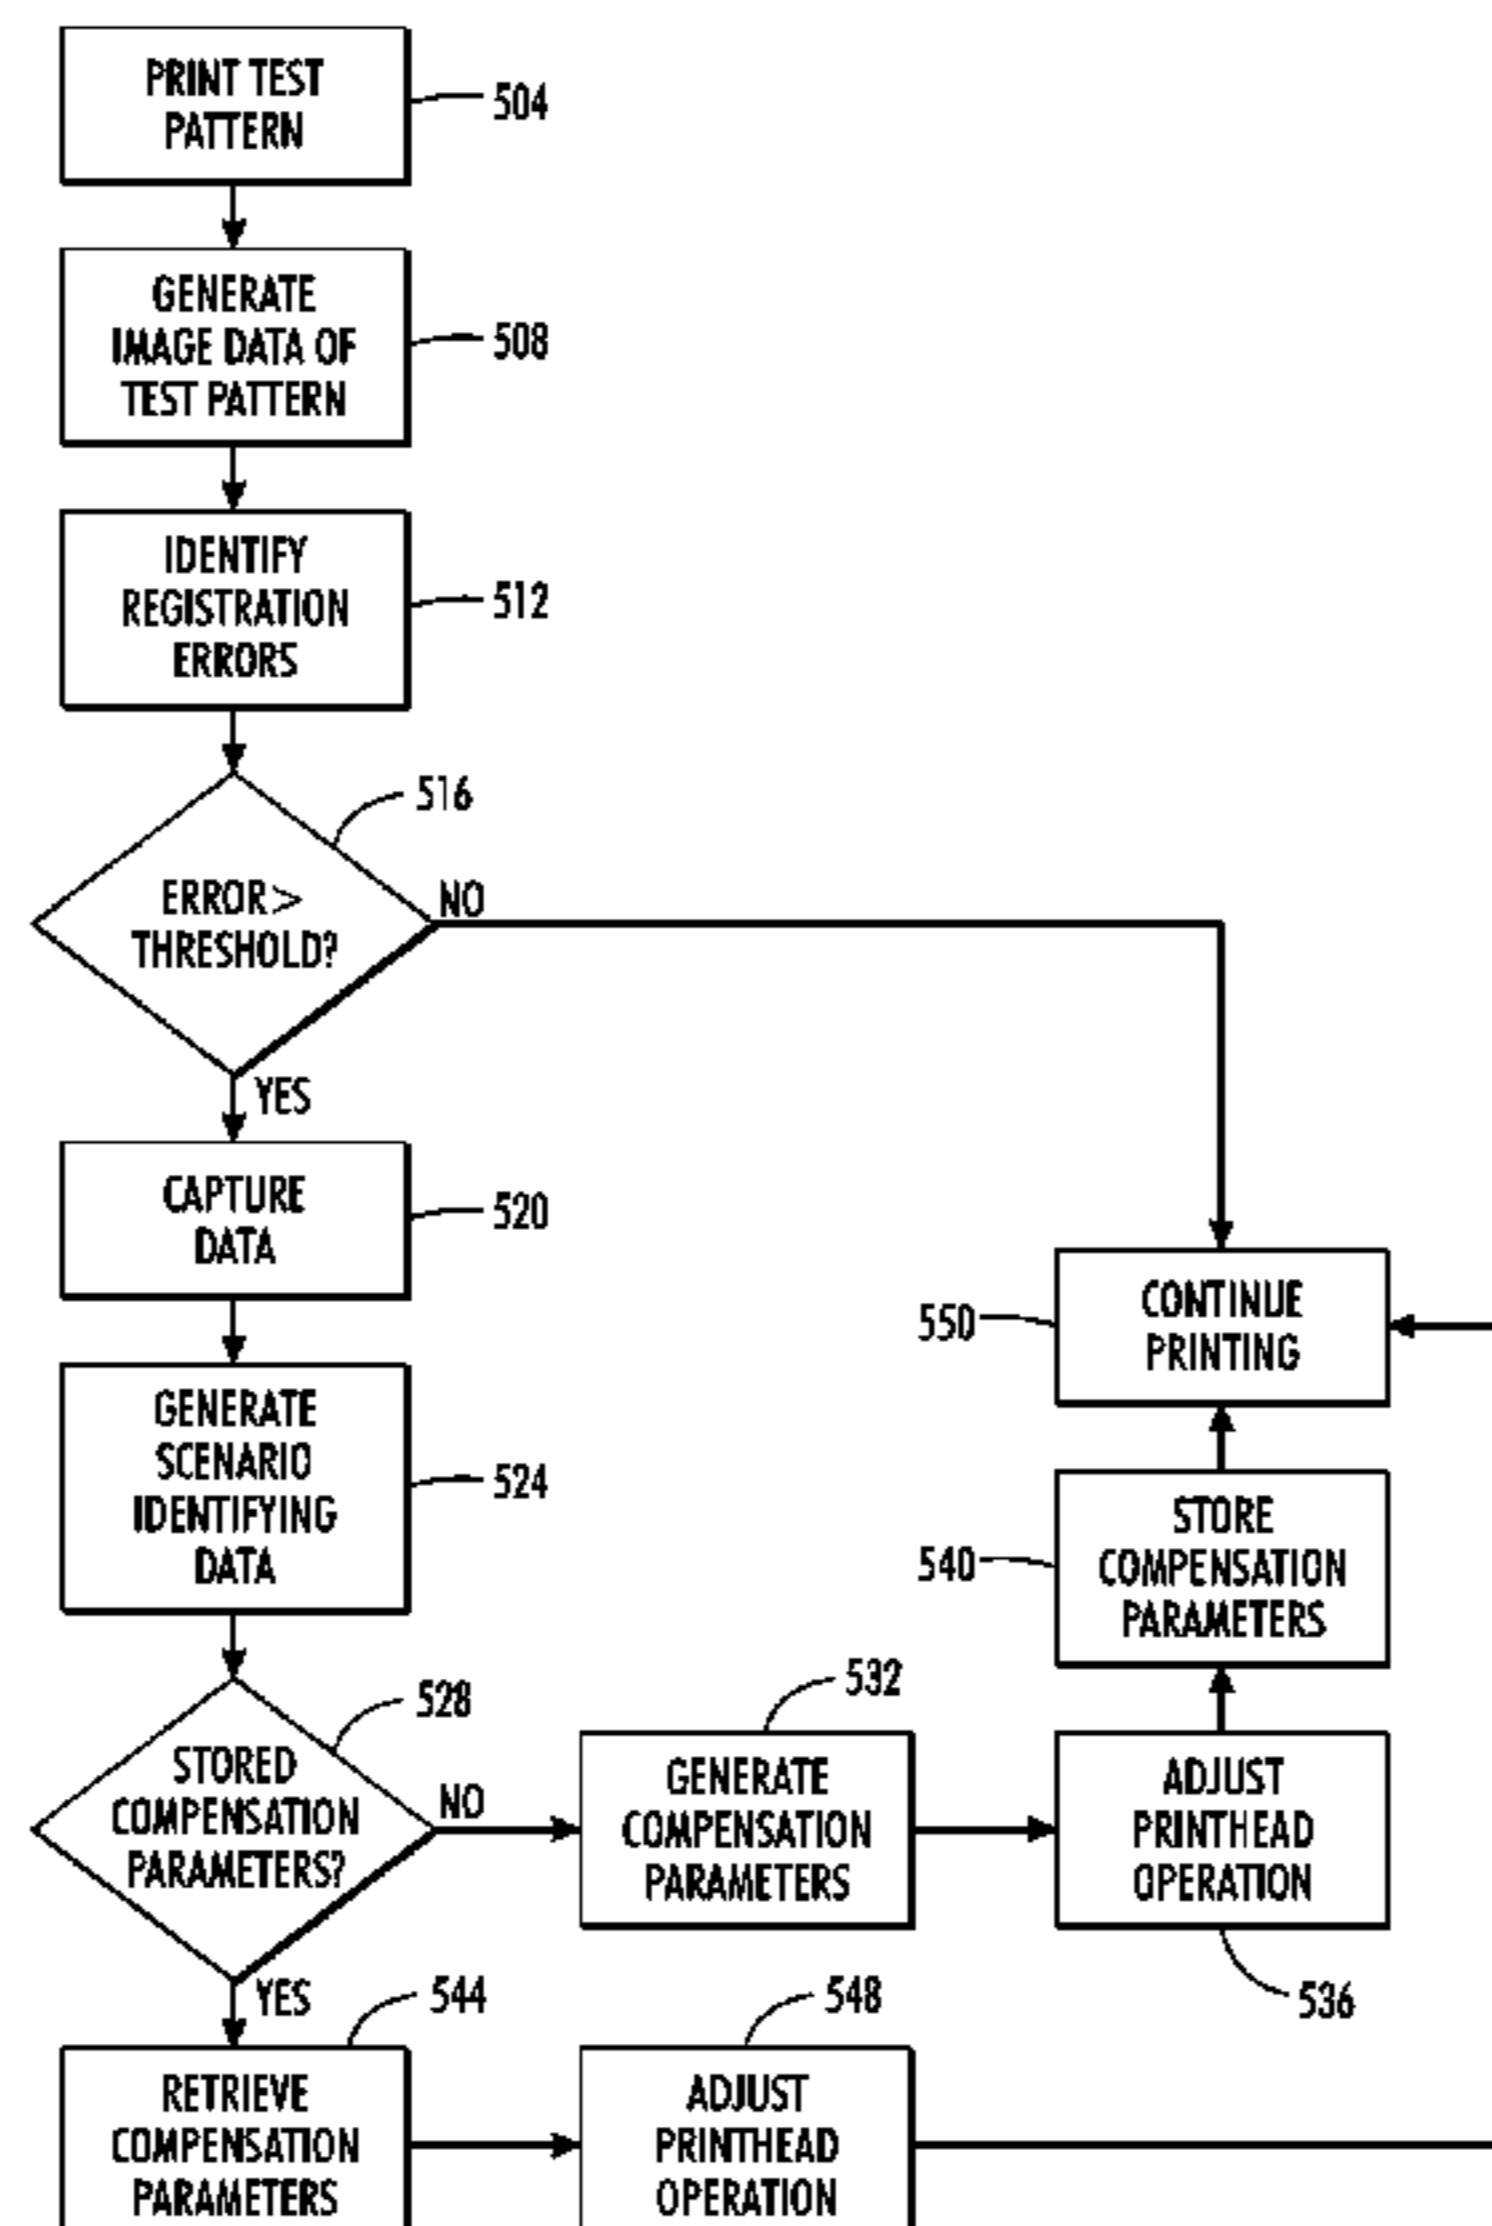 PRINT TEST
PATTERN
504
GENERATE
IMAGE DATA OF
TEST PATTERN
508
IDENTIFY
REGISTRATION
ERRORS
512
516
ERROR >
THRESHOLD?
NO
YES
CAPTURE
DATA
520
GENERATE
SCENARIO
IDENTIFYING
DATA
524
528
STORED
COMPENSATION
PARAMETERS?
NO
YES
532
GENERATE
COMPENSATION
PARAMETERS
ADJUST
PRINTHEAD
OPERATION
536
STORE
COMPENSATION
PARAMETERS
540
CONTINUE
PRINTING
550
544
RETRIEVE
COMPENSATION
PARAMETERS
548
ADJUST
PRINTHEAD
OPERATION